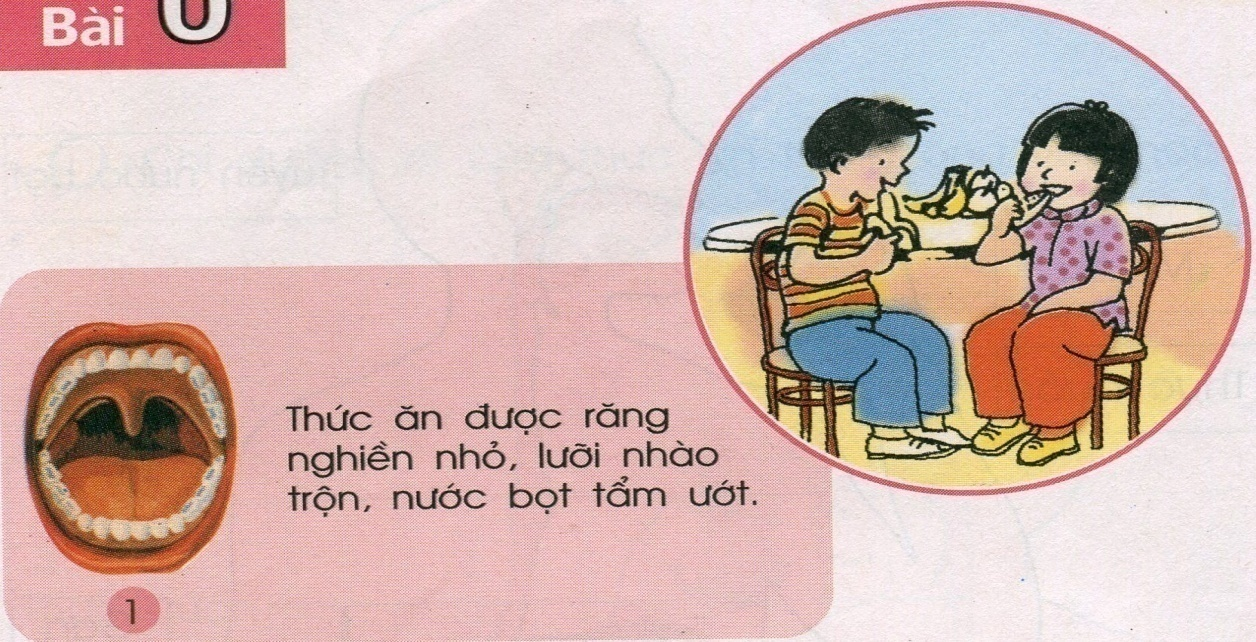 Bài
Thức ăn được răng
nghiền nhỏ, lưỡi nhào
trộn, nước bọt tẩm ướt.
1